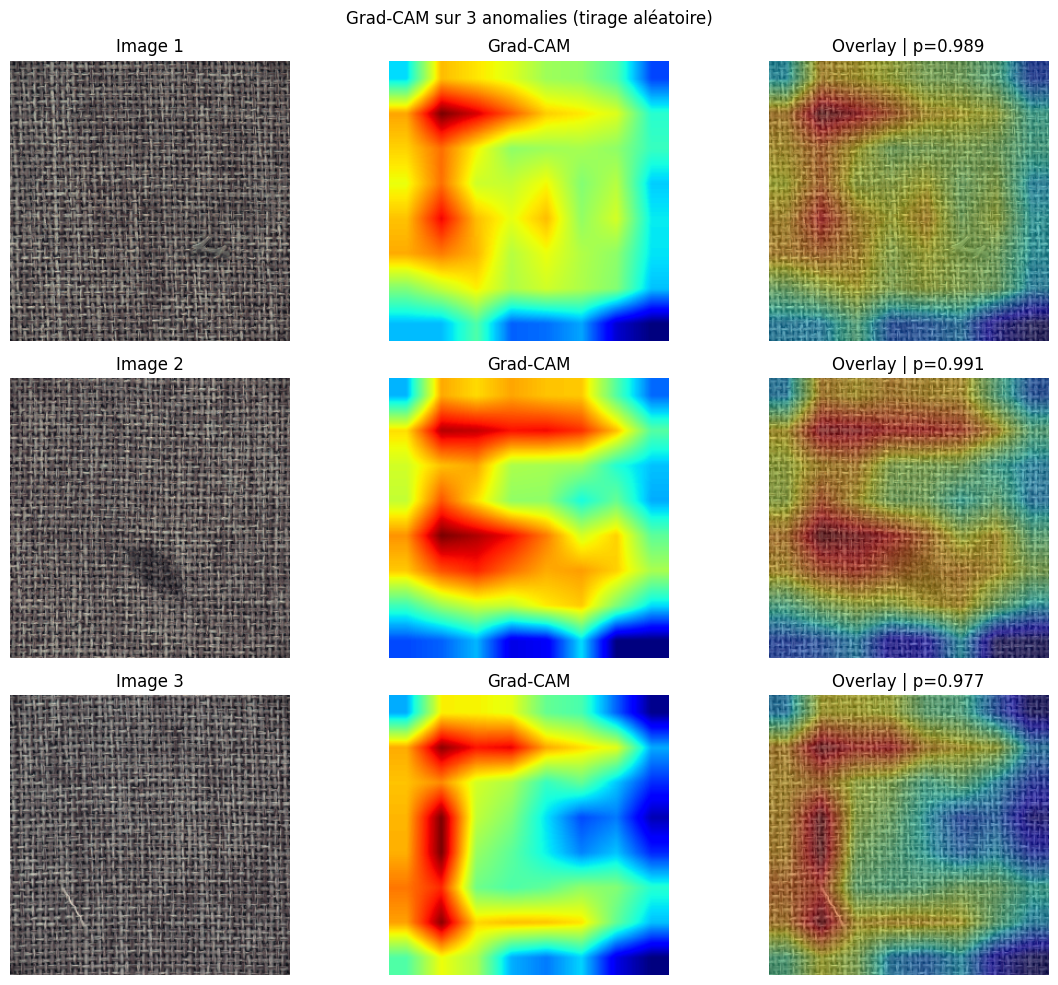 Grad-CAM sur 3 anomalies (tirage aléatoire)
Image 1
Grad-CAM
Overlay | p=0.989
Image 2
Grad-CAM
Overlay | p=0.991
Image 3
Grad-CAM
Overlay | p=0.977